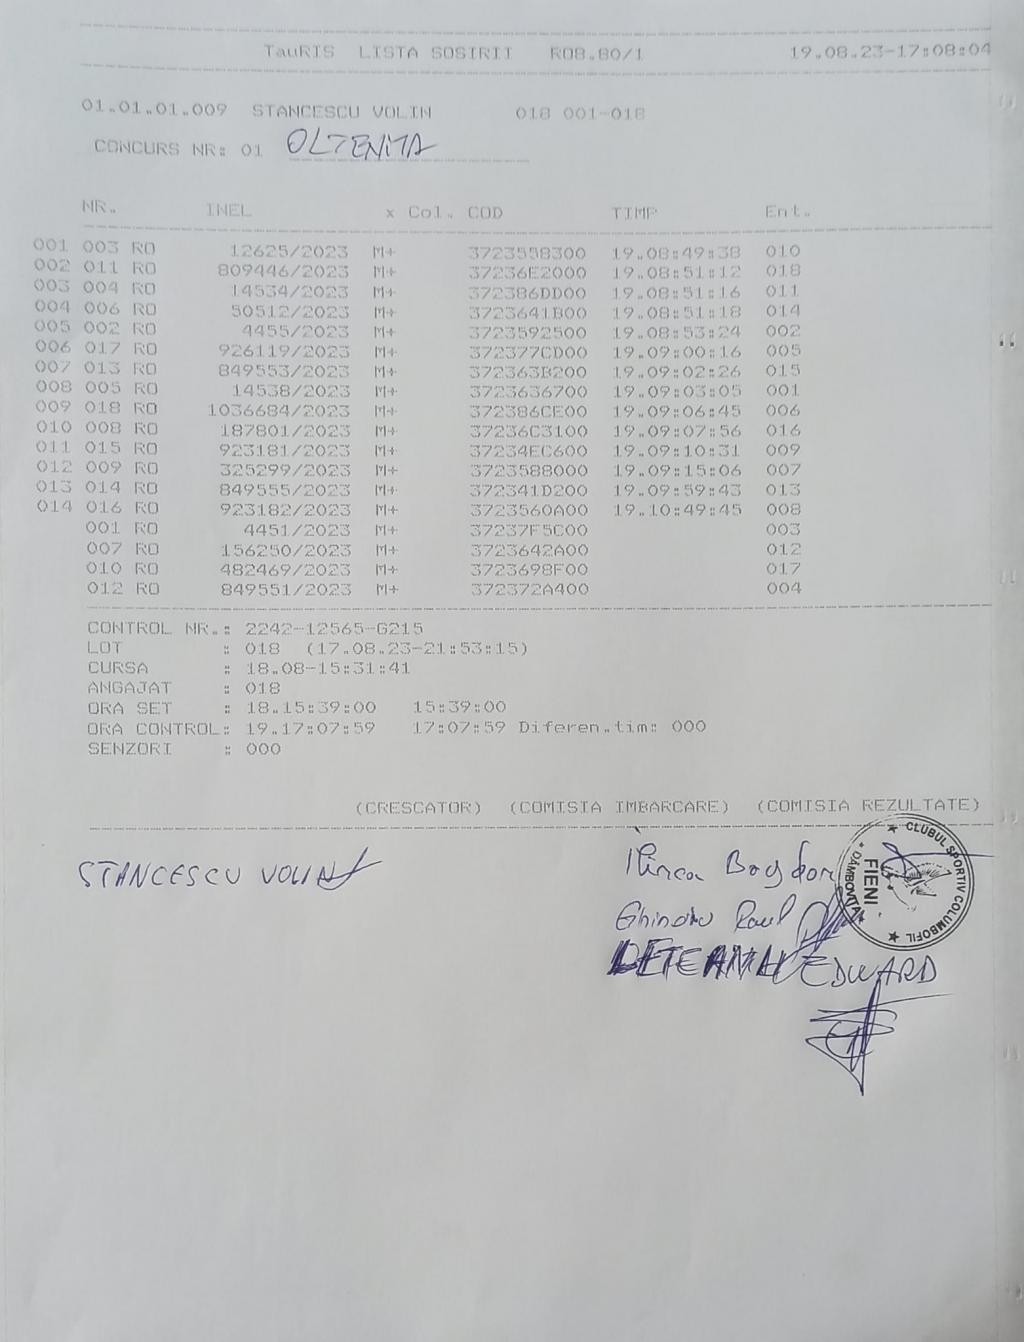 TauRIS LISTA SOSIRII RO8.80/1 19.08.23-17:08:04
01.01.01.009 STANCESCU VOLIN 018 001-018
CONCURS NR: 01 OLTENITA
NR. INEL x Col. COD TIMP Ent.
001 003 RO 12625/2023 M+ 3723558300 19.08:49:38 010
002 011 RO 809446/2023 M+ 37236E2000 19.08:51:12 018
003 004 RO 14534/2023 M+ 372386DD00 19.08:51:16 011
004 006 RO 50512/2023 M+ 3723641B00 19.08:51:18 014
005 002 RO 4455/2023 M+ 3723592500 19.08:53:24 002
006 017 RO 926119/2023 M+ 372377CD00 19.09:00:16 005
007 013 RO 849553/2023 M+ 372363B200 19.09:02:26 015
008 005 RO 14538/2023 M+ 3723636700 19.09:03:05 001
009 018 RO 1036684/2023 M+ 372386CE00 19.09:06:45 006
010 008 RO 187801/2023 M+ 37236C3100 19.09:07:56 016
011 015 RO 923181/2023 M+ 37234EC600 19.09:10:31 009
012 009 RO 325299/2023 M+ 3723588000 19.09:15:06 007
013 014 RO 849555/2023 M+ 372341D200 19.09:59:43 013
014 016 RO 923182/2023 M+ 3723560A00 19.10:49:45 008
001 RO 4451/2023 M+ 37237F5C00 003
007 RO 156250/2023 M+ 3723642A00 012
010 RO 482469/2023 M+ 3723698F00 017
012 RO 849551/2023 M+ 372372A400 004
CONTROL NR.: 2242-12565-G215
LOT : 018 (17.08.23-21:53:15)
CURSA : 18.08-15:31:41
ANGAJAT : 018
ORA SET : 18.15:39:00 15:39:00
ORA CONTROL: 19.17:07:59 17:07:59 Diferen.tim: 000
SENZORI : 000
(CRESCATOR) (COMISIA IMBARCARE) (COMISIA REZULTATE)
STANCESCU VOLIN
Ilinca Bogdan
Raul
EDWARD
CLUBUL SPORTIV COLUMBOFIL
DÂMBOVIȚA
FIENI